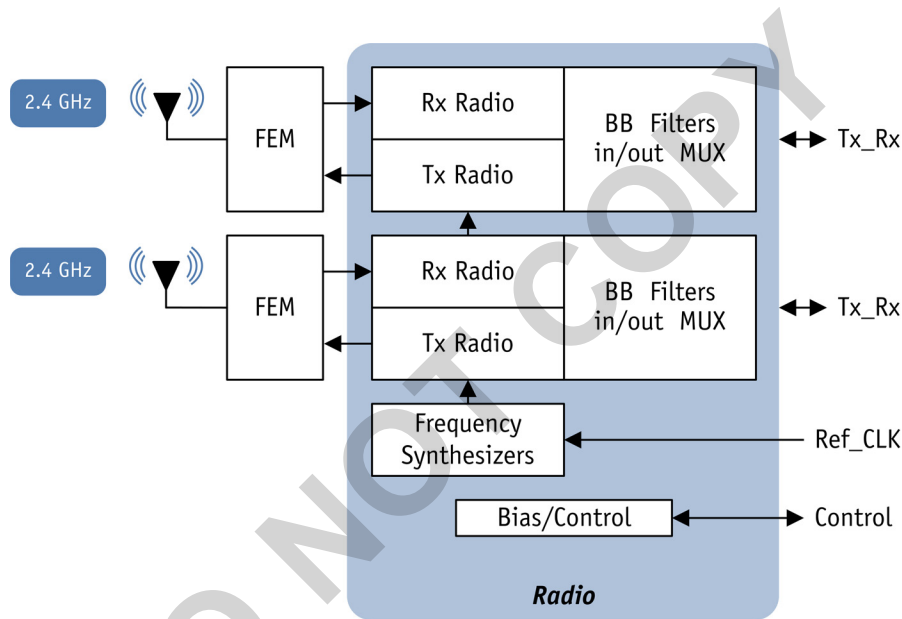 2.4 GHz
FEM
Rx Radio
Tx Radio
BB Filters
in/out MUX
Tx_Rx
2.4 GHz
FEM
Rx Radio
Tx Radio
BB Filters
in/out MUX
Tx_Rx
Frequency
Synthesizers
Ref_CLK
Bias/Control
Control
Radio
O NOT COPY